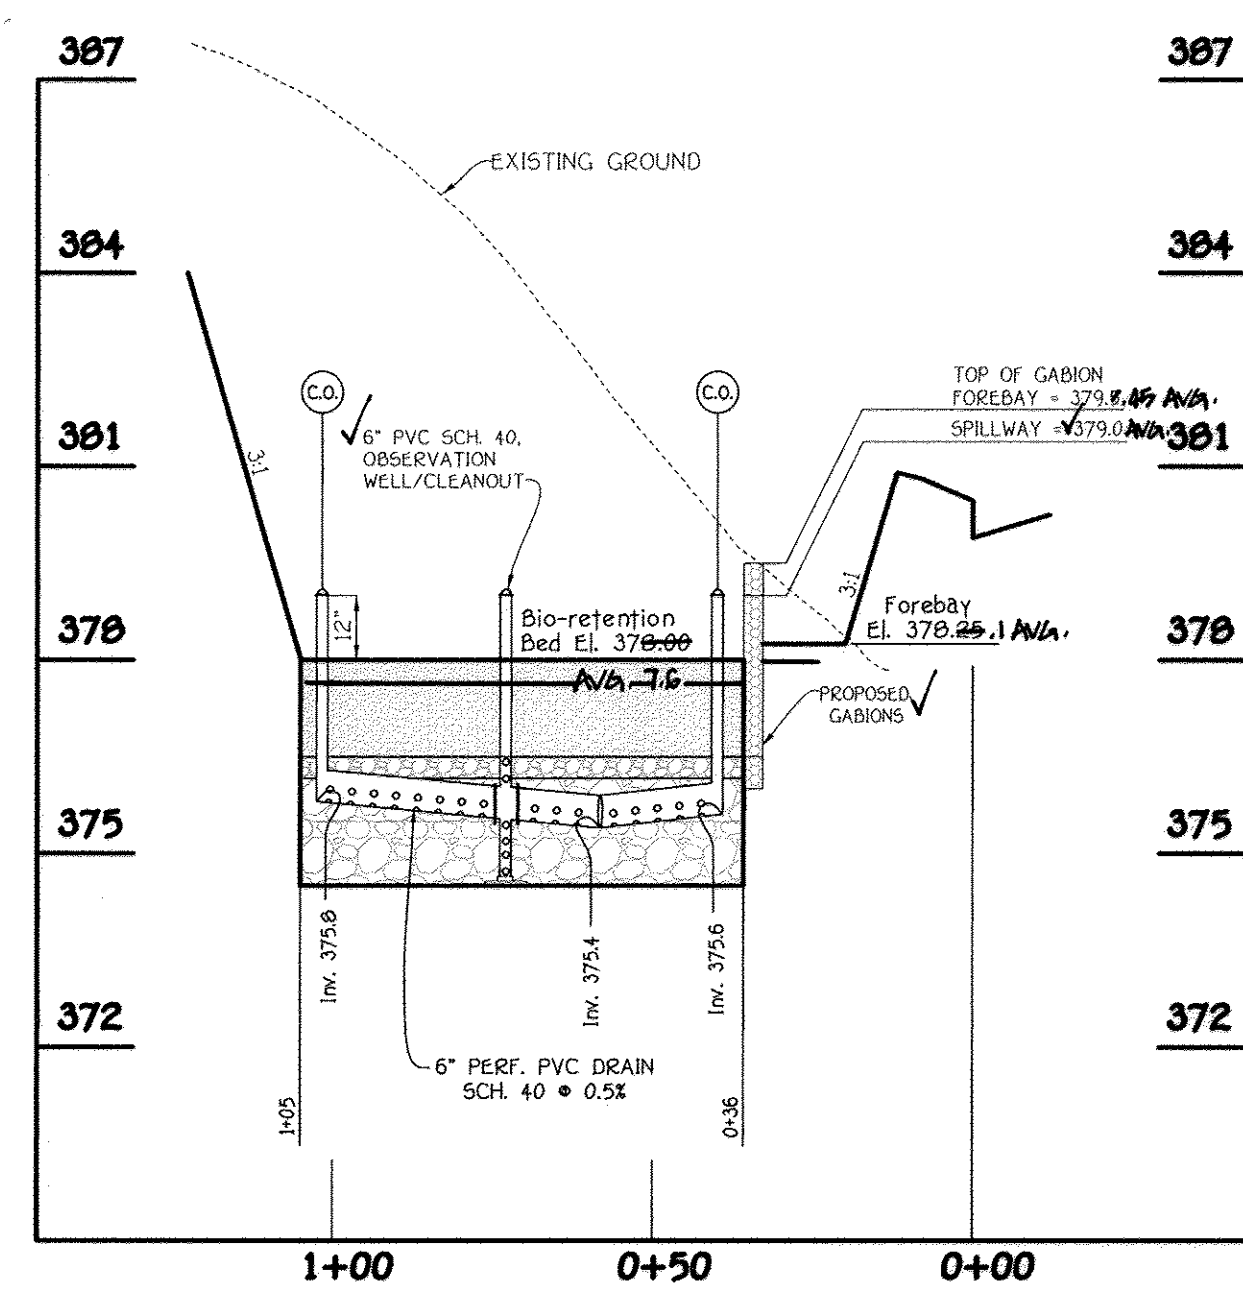 387
387
EXISTING GROUND
384
384
TOP OF GABION
FOREBAY = 379.5 .45 AVG.
SPILLWAY = 379.0 AVG.
C.O.
C.O.
6" PVC SCH. 40,
OBSERVATION
WELL/CLEANOUT
381
381
3:1
3:1
12"
Bio-retention
Bed El. 378.00
AVG. 7.6
Forebay
El. 378.25 .1 AVG.
378
378
PROPOSED
GABIONS
375
375
Inv. 375.8
Inv. 375.4
Inv. 375.6
372
372
6" PERF. PVC DRAIN
SCH. 40 @ 0.5%
1+05
0+36
1+00
0+50
0+00